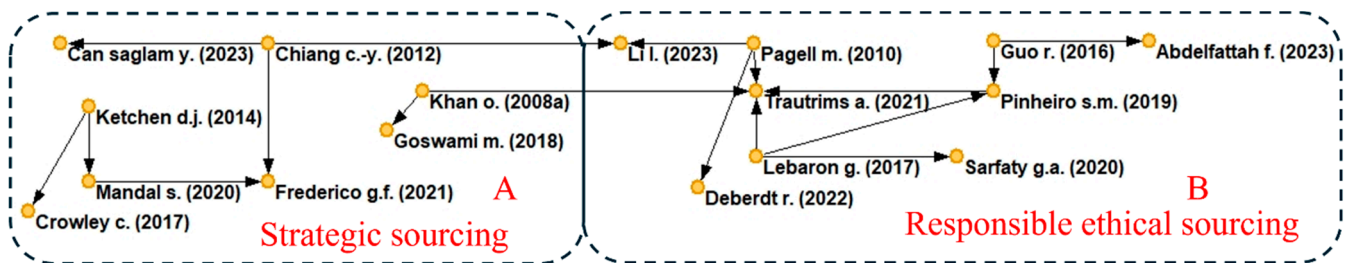 Can saglam y. (2023)
Chiang c.-y. (2012)
Li l. (2023)
Pagell m. (2010)
Guo r. (2016)
Abdelfattah f. (2023)
Ketchen d.j. (2014)
Khan o. (2008a)
Trautrims a. (2021)
Pinheiro s.m. (2019)
Goswami m. (2018)
Mandal s. (2020)
Frederico g.f. (2021)
Lebaron g. (2017)
Sarfaty g.a. (2020)
Deberdt r. (2022)
Crowley c. (2017)
A
Strategic sourcing
B
Responsible ethical sourcing